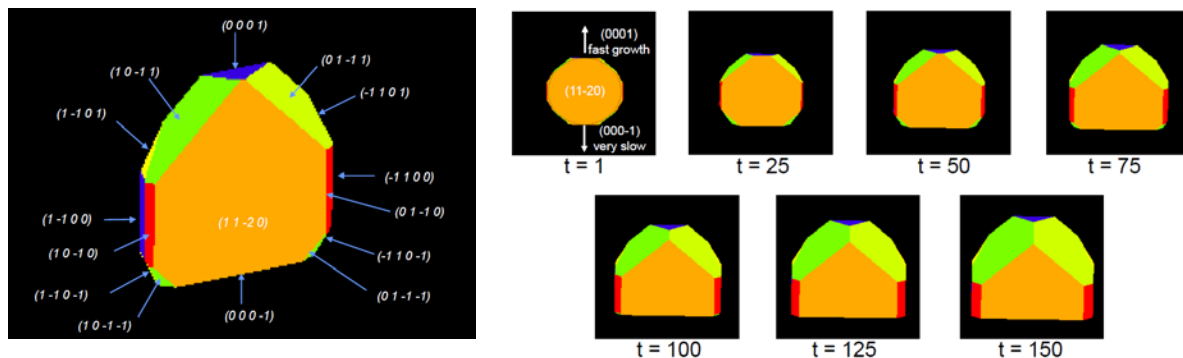 (0 0 0 1)
(1 0 -1 1)
(0 1 -1 1)
(-1 1 0 1)
(1 -1 0 1)
(-1 1 0 0)
(1 -1 0 0)
(1 1 -2 0)
(0 1 -1 0)
(1 0 -1 0)
(-1 1 0 -1)
(1 -1 0 -1)
(0 1 -1 -1)
(1 0 -1 -1)
(0 0 0 -1)
(0001)
fast growth
(11-20)
(000-1)
very slow
t = 1
t = 25
t = 50
t = 75
t = 100
t = 125
t = 150